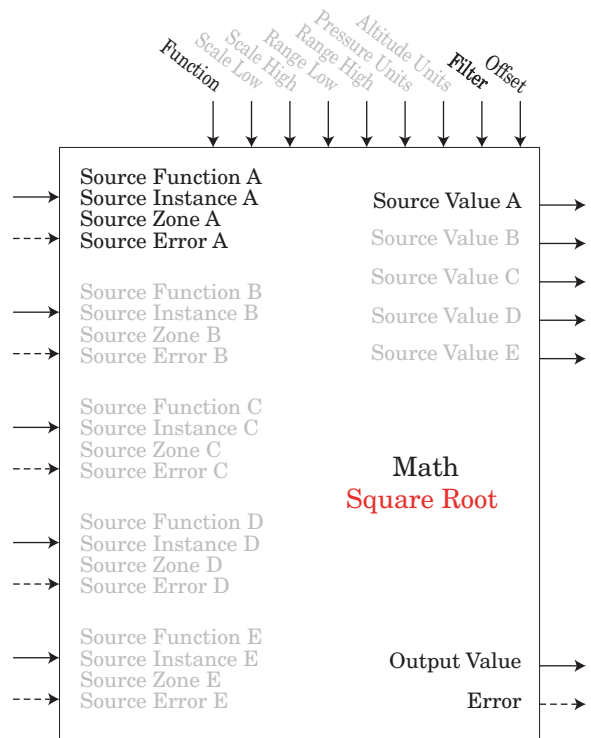 Function
Scale Low
Scale High
Range Low
Range High
Pressure Units
Altitude Units
Filter
Offset
Source Function A
Source Instance A
Source Zone A
Source Error A
Source Value A
Source Value B
Source Value C
Source Value D
Source Value E
Source Function B
Source Instance B
Source Zone B
Source Error B
Source Function C
Source Instance C
Source Zone C
Source Error C
Math
Square Root
Source Function D
Source Instance D
Source Zone D
Source Error D
Source Function E
Source Instance E
Source Zone E
Source Error E
Output Value
Error